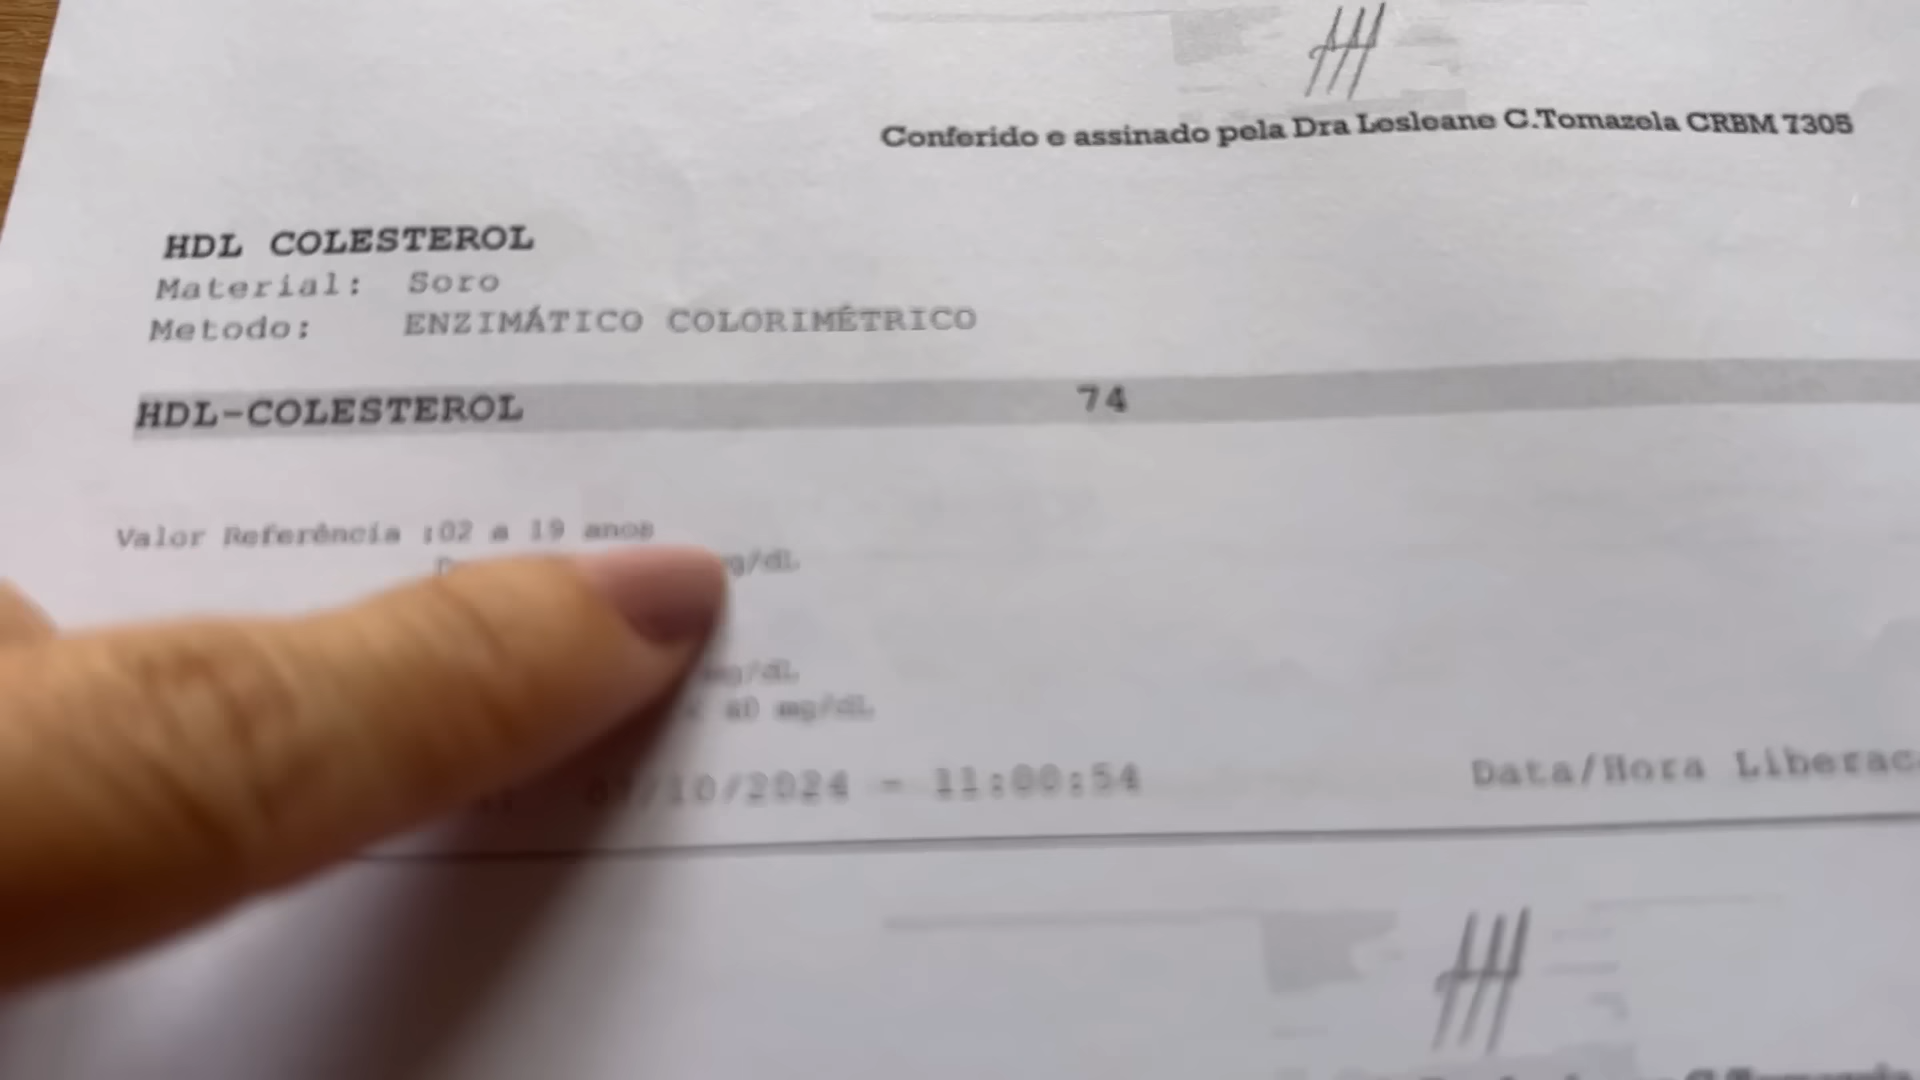 Conferido e assinado pela Dra Lesleane C.Tomazela CRBM 7305
HDL COLESTEROL
Material: Soro
Metodo: ENZIMÁTICO COLORIMÉTRICO
HDL-COLESTEROL 74
Valor Referência :02 a 19 anos
mg/dL
mg/dL
40 mg/dL
/10/2024 - 11:00:54 Data/Hora Liberac